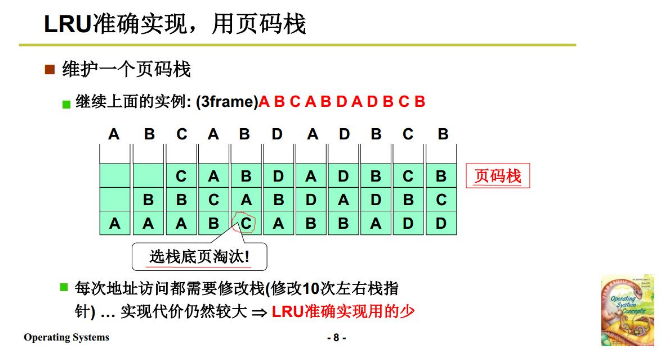 LRU准确实现，用页码栈
维护一个页码栈
继续上面的实例: (3frame)A B C A B D A D B C B
A B C A B D A D B C B
C A B D A D B C B
页码栈
B B C A B D A D B C
A A A B C A B B A D D
选栈底页淘汰!
每次地址访问都需要修改栈(修改10次左右栈指
针) … 实现代价仍然较大 ⇒ LRU准确实现用的少
Operating System Concepts
Operating Systems
- 8 -